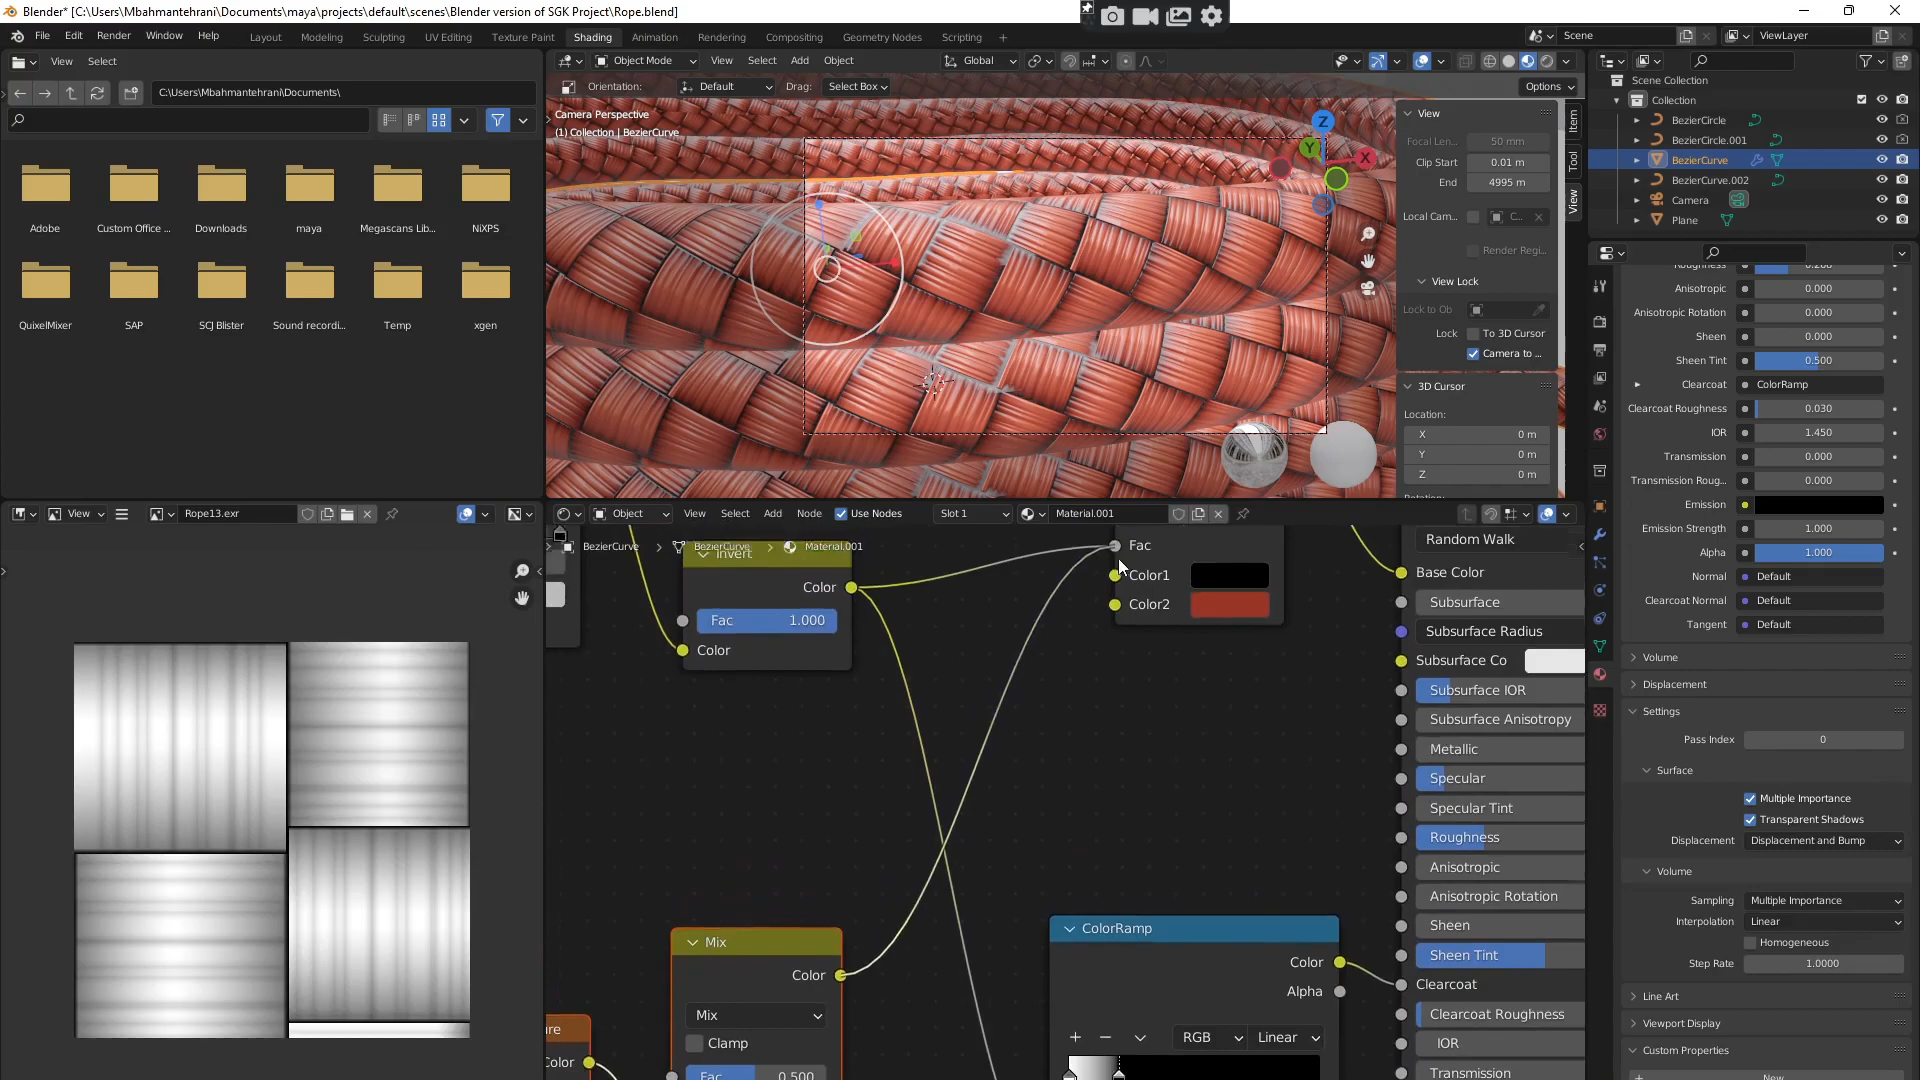 Blender* [C:\Users\Mbahmantehrani\Documents\maya\projects\default\scenes\Blender version of SGK Project\Rope.blend]
File Edit Render Window Help Layout Modeling Sculpting UV Editing Texture Paint Shading Animation Rendering Compositing Geometry Nodes Scripting + Scene ViewLayer
View Select
C:\Users\Mbahmantehrani\Documents\
Adobe Custom Office ... Downloads maya Megascans Lib... NiXPS
QuixelMixer SAP SCJ Blister Sound recordi... Temp xgen
Object Mode View Select Add Object Global
Orientation: Default Drag: Select Box Options
Camera Perspective
(1) Collection | BezierCurve
Z
Y
X
View
Focal Len... 50 mm
Clip Start 0.01 m
End 4995 m
Local Cam... C...
Render Regi...
View Lock
Lock to Ob
Lock To 3D Cursor
Camera to ...
3D Cursor
Location:
X 0 m
Y 0 m
Z 0 m
Item
Tool
View
Scene Collection
Collection
BezierCircle
BezierCircle.001
BezierCurve
BezierCurve.002
Camera
Plane
Roughness 0.200
Anisotropic 0.000
Anisotropic Rotation 0.000
Sheen 0.000
Sheen Tint 0.500
Clearcoat ColorRamp
Clearcoat Roughness 0.030
IOR 1.450
Transmission 0.000
Transmission Roug... 0.000
Emission
Emission Strength 1.000
Alpha 1.000
Normal Default
Clearcoat Normal Default
Tangent Default
Volume
Displacement
Settings
Pass Index 0
Surface
Multiple Importance
Transparent Shadows
Displacement Displacement and Bump
Volume
Sampling Multiple Importance
Interpolation Linear
Homogeneous
Step Rate 1.0000
Line Art
Viewport Display
Custom Properties
New
View Rope13.exr
Object View Select Add Node Use Nodes Slot 1 Material.001
BezierCurve > BezierCurve > Material.001
Invert
Color
Fac 1.000
Color
Fac
Color1
Color2
Mix
Color
Mix
Clamp
Fac 0.500
ure
Color
ColorRamp
Color
Alpha
+ − RGB Linear
Random Walk
Base Color
Subsurface
Subsurface Radius
Subsurface Co
Subsurface IOR
Subsurface Anisotropy
Metallic
Specular
Specular Tint
Roughness
Anisotropic
Anisotropic Rotation
Sheen
Sheen Tint
Clearcoat
Clearcoat Roughness
IOR
Transmission